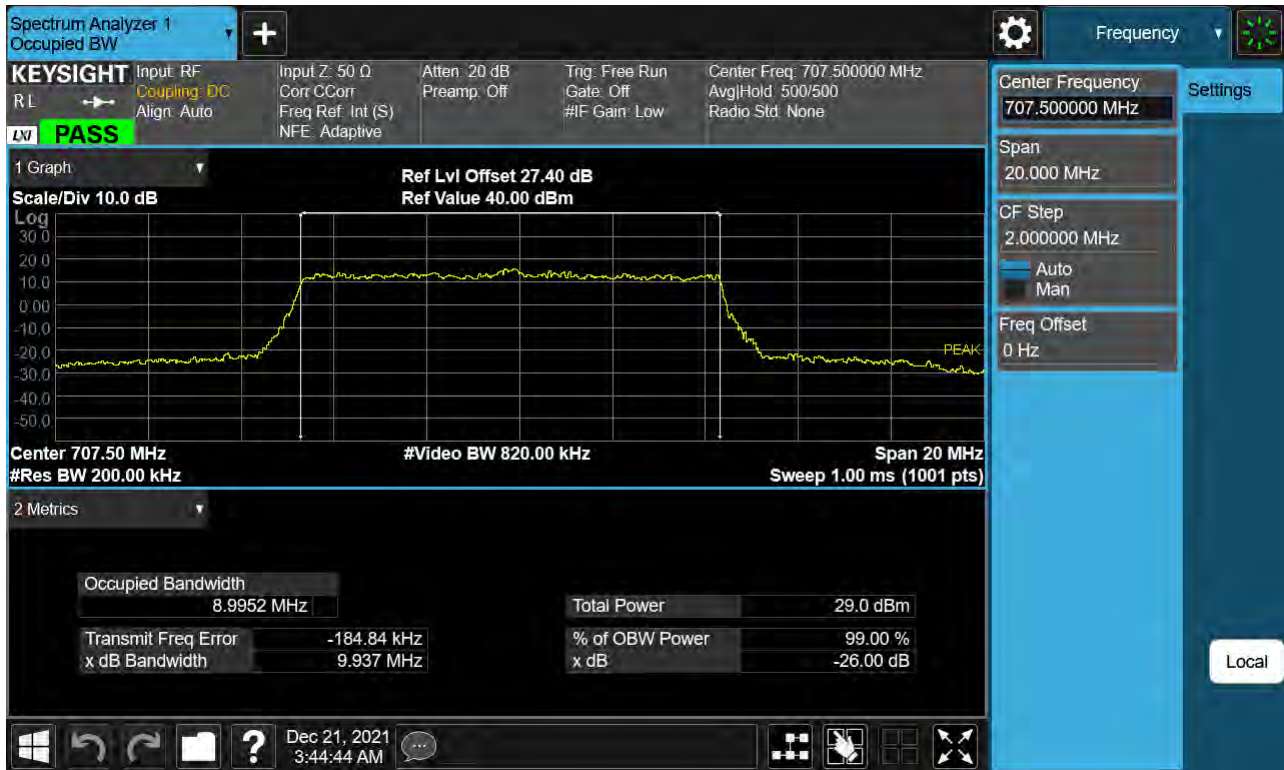 Spectrum Analyzer 1
Occupied BW
Frequency
KEYSIGHT
RL
LXI
PASS
Input: RF
Coupling: DC
Align: Auto
Input Z: 50 Ω
Corr CCorr
Freq Ref: Int (S)
NFE: Adaptive
Atten: 20 dB
Preamp: Off
Trig: Free Run
Gate: Off
#IF Gain: Low
Center Freq: 707.500000 MHz
Avg|Hold: 500/500
Radio Std: None
Center Frequency
707.500000 MHz
Settings
Span
20.000 MHz
CF Step
2.000000 MHz
Auto
Man
Freq Offset
0 Hz
Local
1 Graph
Scale/Div 10.0 dB
Ref Lvl Offset 27.40 dB
Ref Value 40.00 dBm
Log
30.0
20.0
10.0
0.00
-10.0
-20.0
-30.0
-40.0
-50.0
PEAK
Center 707.50 MHz
#Video BW 820.00 kHz
Span 20 MHz
#Res BW 200.00 kHz
Sweep 1.00 ms (1001 pts)
2 Metrics
Occupied Bandwidth
8.9952 MHz
Total Power 29.0 dBm
Transmit Freq Error -184.84 kHz
% of OBW Power 99.00 %
x dB Bandwidth 9.937 MHz
x dB -26.00 dB
?
Dec 21, 2021
3:44:44 AM